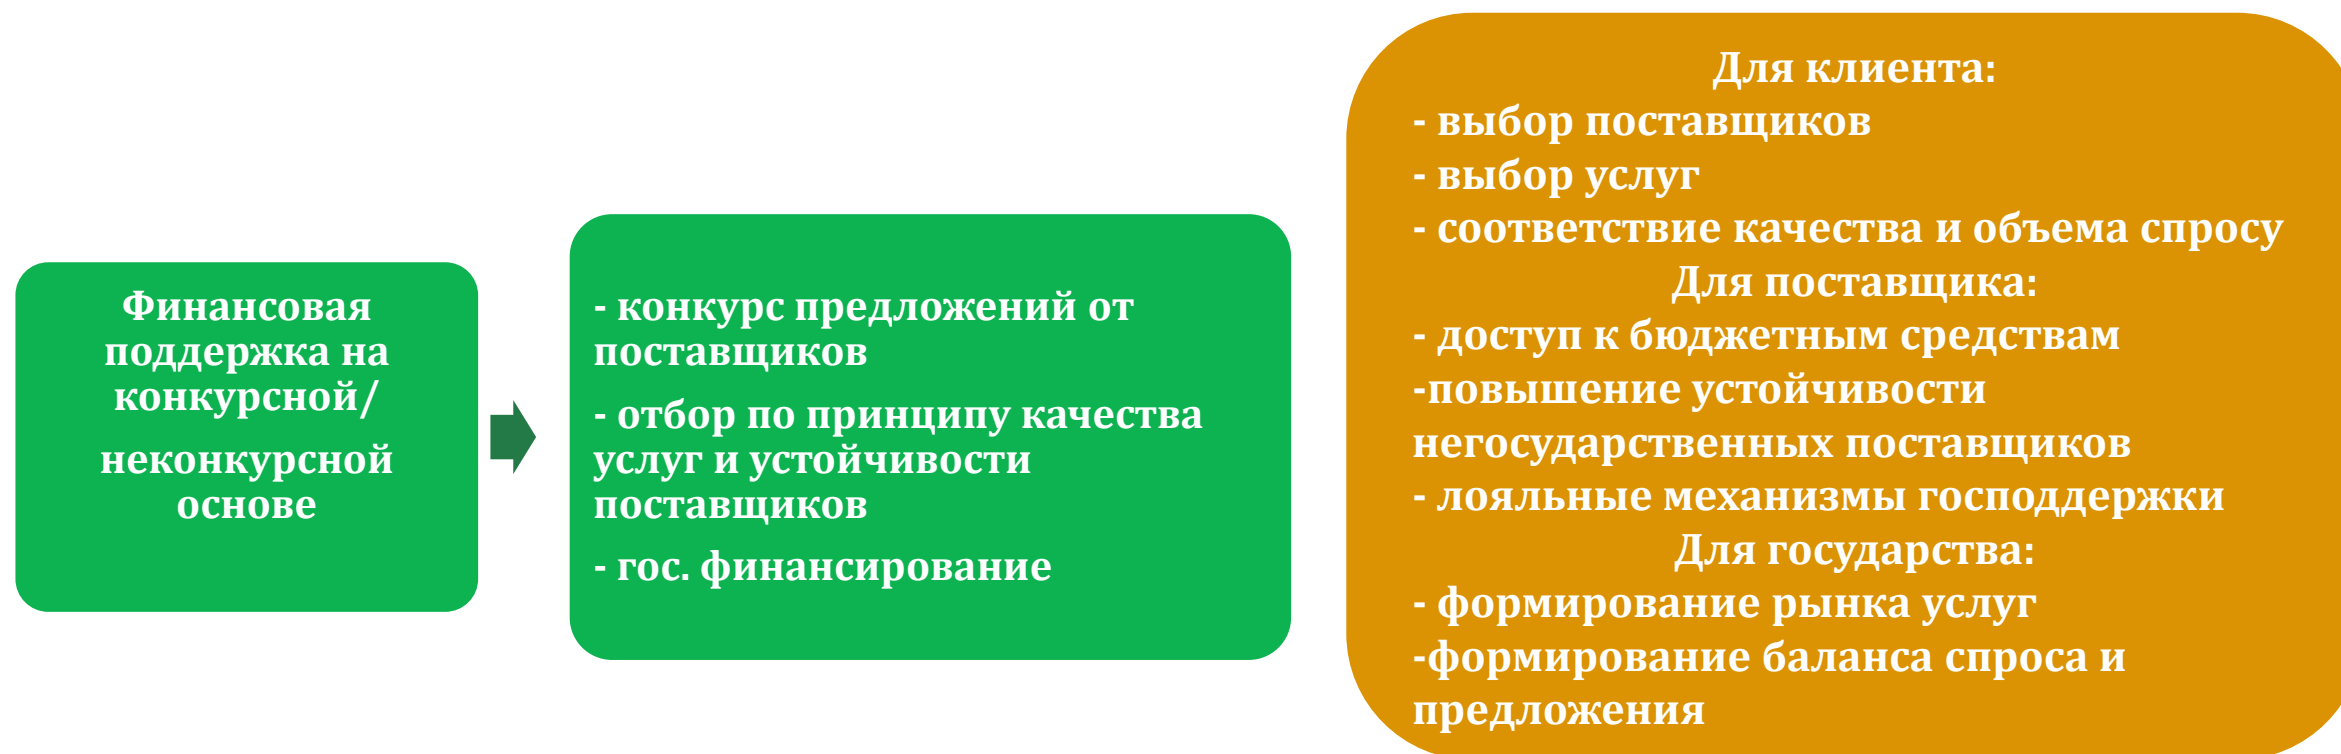 Финансовая
поддержка на
конкурсной/
неконкурсной
основе
- конкурс предложений от
поставщиков
- отбор по принципу качества
услуг и устойчивости
поставщиков
- гос. финансирование
Для клиента:
- выбор поставщиков
- выбор услуг
- соответствие качества и объема спросу
Для поставщика:
- доступ к бюджетным средствам
-повышение устойчивости
негосударственных поставщиков
- лояльные механизмы господдержки
Для государства:
- формирование рынка услуг
-формирование баланса спроса и
предложения